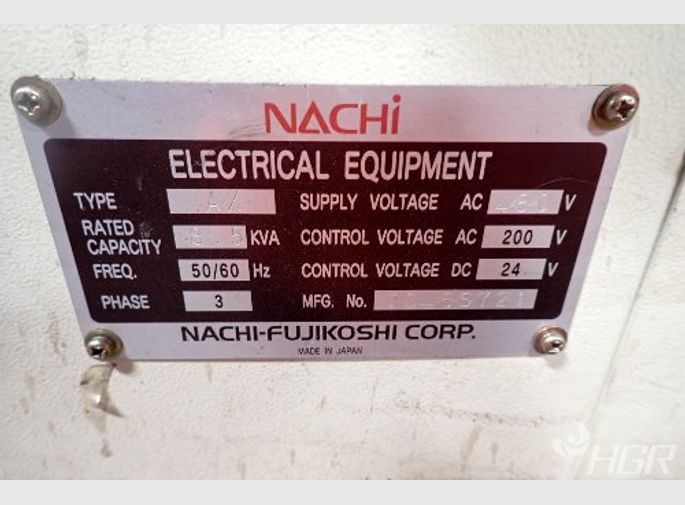 NACHi
ELECTRICAL EQUIPMENT
TYPE SUPPLY VOLTAGE AC 460 V
RATED CAPACITY KVA CONTROL VOLTAGE AC 200 V
FREQ. 50/60 Hz CONTROL VOLTAGE DC 24 V
PHASE 3 MFG. No.
NACHI-FUJIKOSHI CORP.
MADE IN JAPAN
HGR